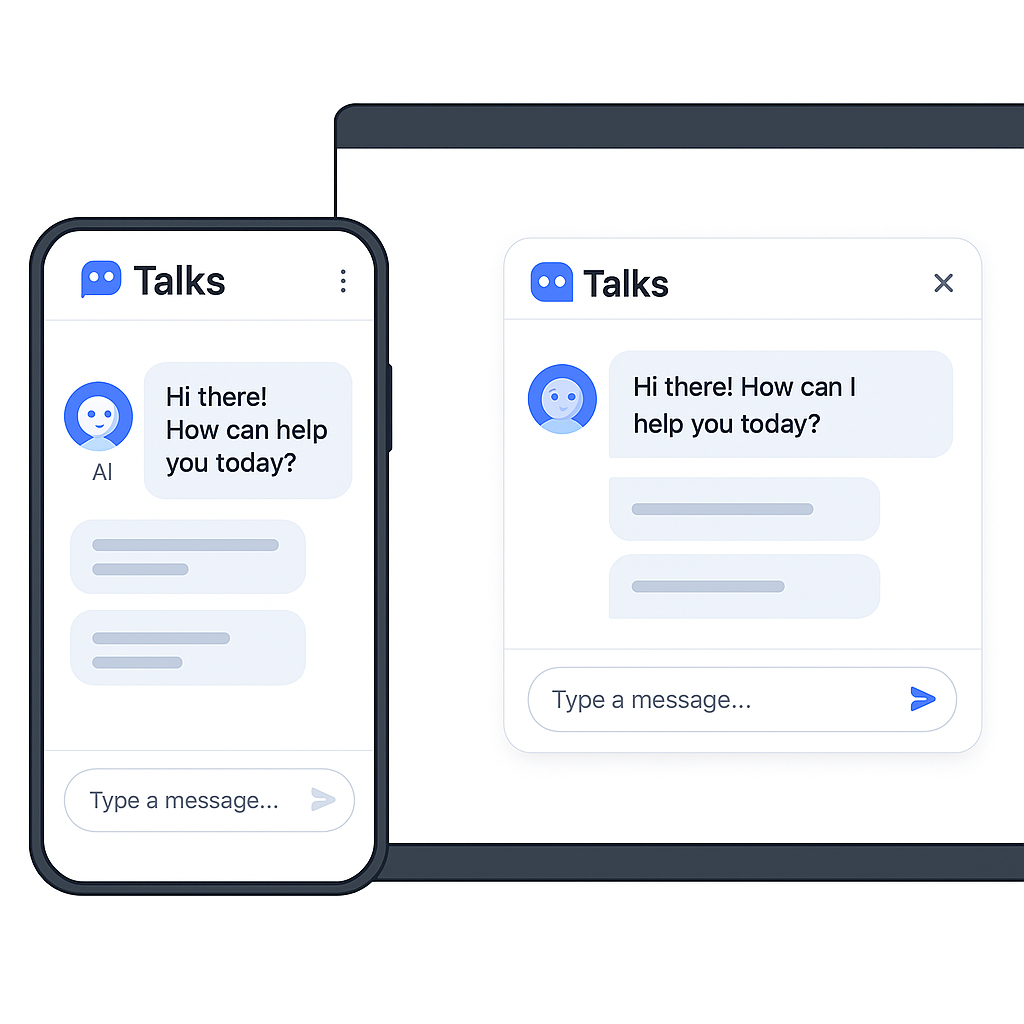 Talks
Hi there!
How can help
you today?
AI
Type a message...
Talks
Hi there! How can I
help you today?
Type a message...